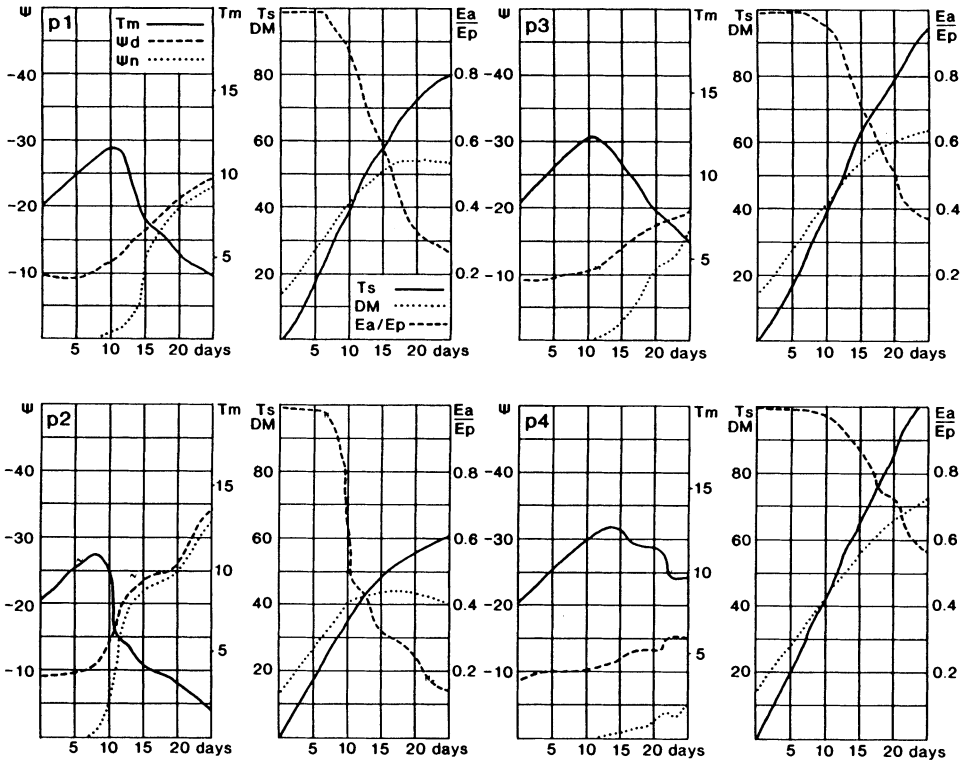 Ψ p1 Tm Ts DM Ea/Ep Ψ p3 Tm Ts DM Ea/Ep
Tm
Ψd
Ψn
-40 15 80 0.8 -40 15 80 0.8
-30 10 60 0.6 -30 10 60 0.6
-20 40 0.4 -20 40 0.4
-10 5 20 0.2 -10 5 20 0.2
Ts
DM
Ea/Ep
5 10 15 20 days 5 10 15 20 days 5 10 15 20 days 5 10 15 20 days
Ψ p2 Tm Ts DM Ea/Ep Ψ p4 Tm Ts DM Ea/Ep
-40 15 80 0.8 -40 15 80 0.8
-30 10 60 0.6 -30 10 60 0.6
-20 40 0.4 -20 40 0.4
-10 5 20 0.2 -10 5 20 0.2
5 10 15 20 days 5 10 15 20 days 5 10 15 20 days 5 10 15 20 days